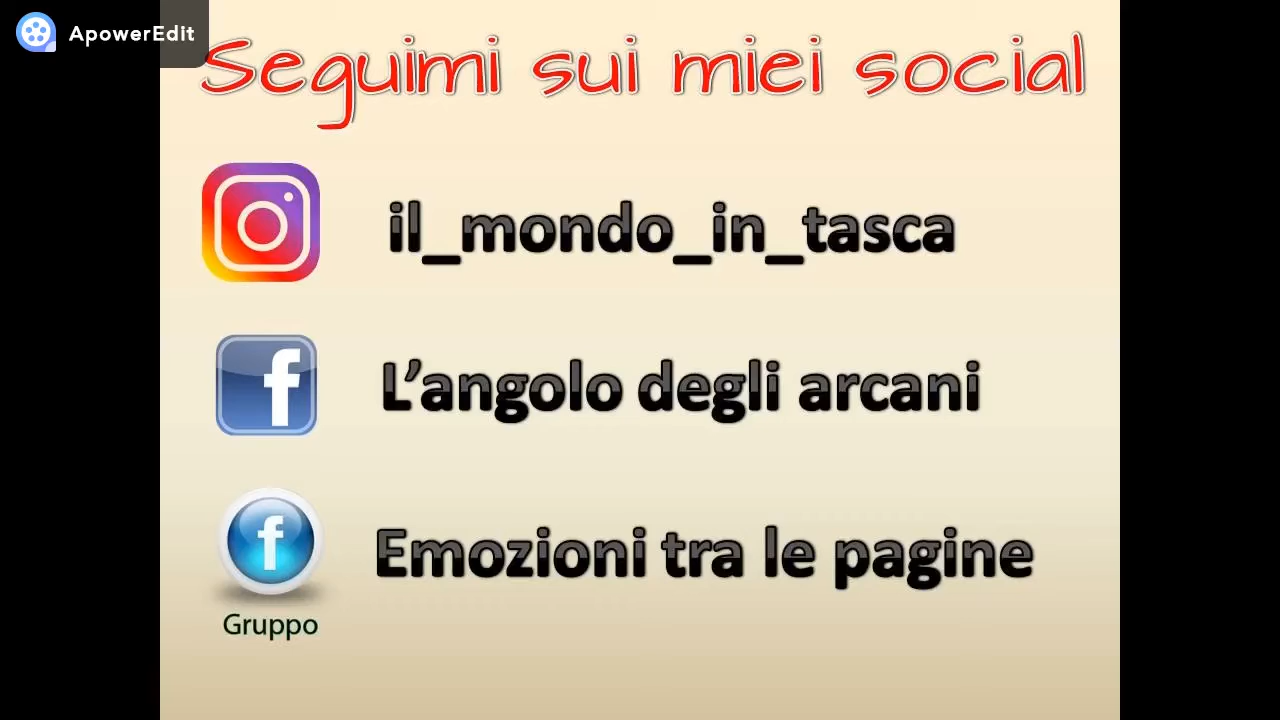 ApowerEdit
Seguimi sui miei social
il_mondo_in_tasca
L’angolo degli arcani
Emozioni tra le pagine
Gruppo